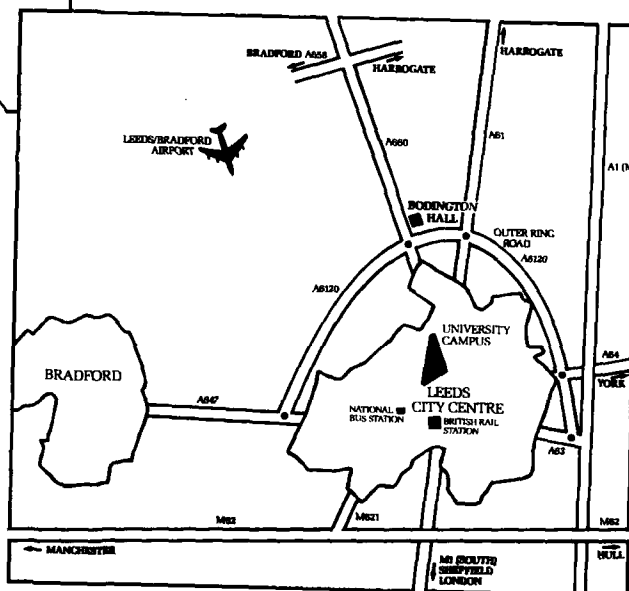 BRADFORD A658
HARROGATE
HARROGATE
LEEDS/BRADFORD
AIRPORT
A660
A61
A1 (M
BODINGTON
HALL
OUTER RING
ROAD
A6120
A6120
UNIVERSITY
CAMPUS
A64
YORK
BRADFORD
A647
LEEDS
CITY CENTRE
NATIONAL
BUS STATION
BRITISH RAIL
STATION
A63
M62
M621
M62
MANCHESTER
HULL
M1 (SOUTH)
SHEFFIELD
LONDON